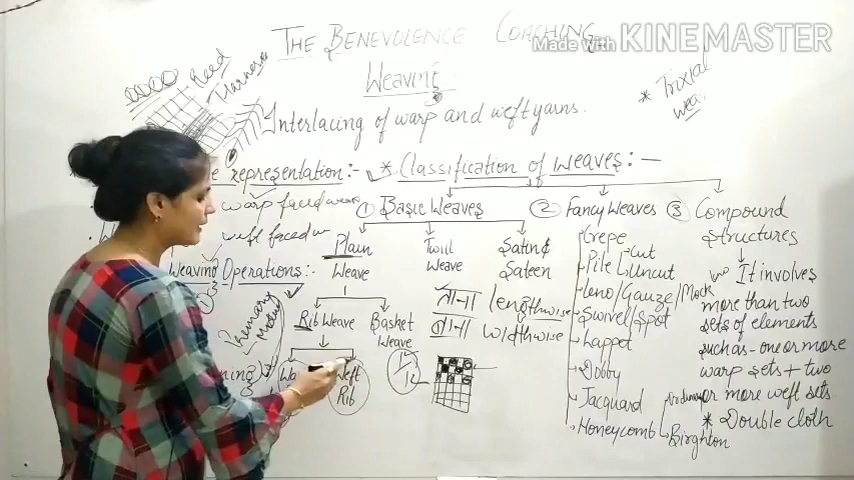 THE BENEVOLENCE COACHING
Made with KINEMASTER
Weaving
Reed
Harness
* Trixial
Interlacing of warp and weft yarns.
representation:-
* Classification of Weaves:-
warp faced
weft faced
① Basic Weaves
② Fancy Weaves
③ Compound
Structures
Plain
Weave
Twill
Weave
Satin &
Sateen
Weaving Operations:-
Primary
Rib Weave
Basket
Weave
ताना lengthwise
बाना widthwise
Weft
Rib
Crepe
Pile Cut
Uncut
Leno/Gauze/Mock
Swivel/Spot
Lappet
Dobby
Jacquard
Honeycomb
Birghton
It involves
more than two
sets of elements
such as - one or more
warp sets + two
or more weft sets.
* Double cloth